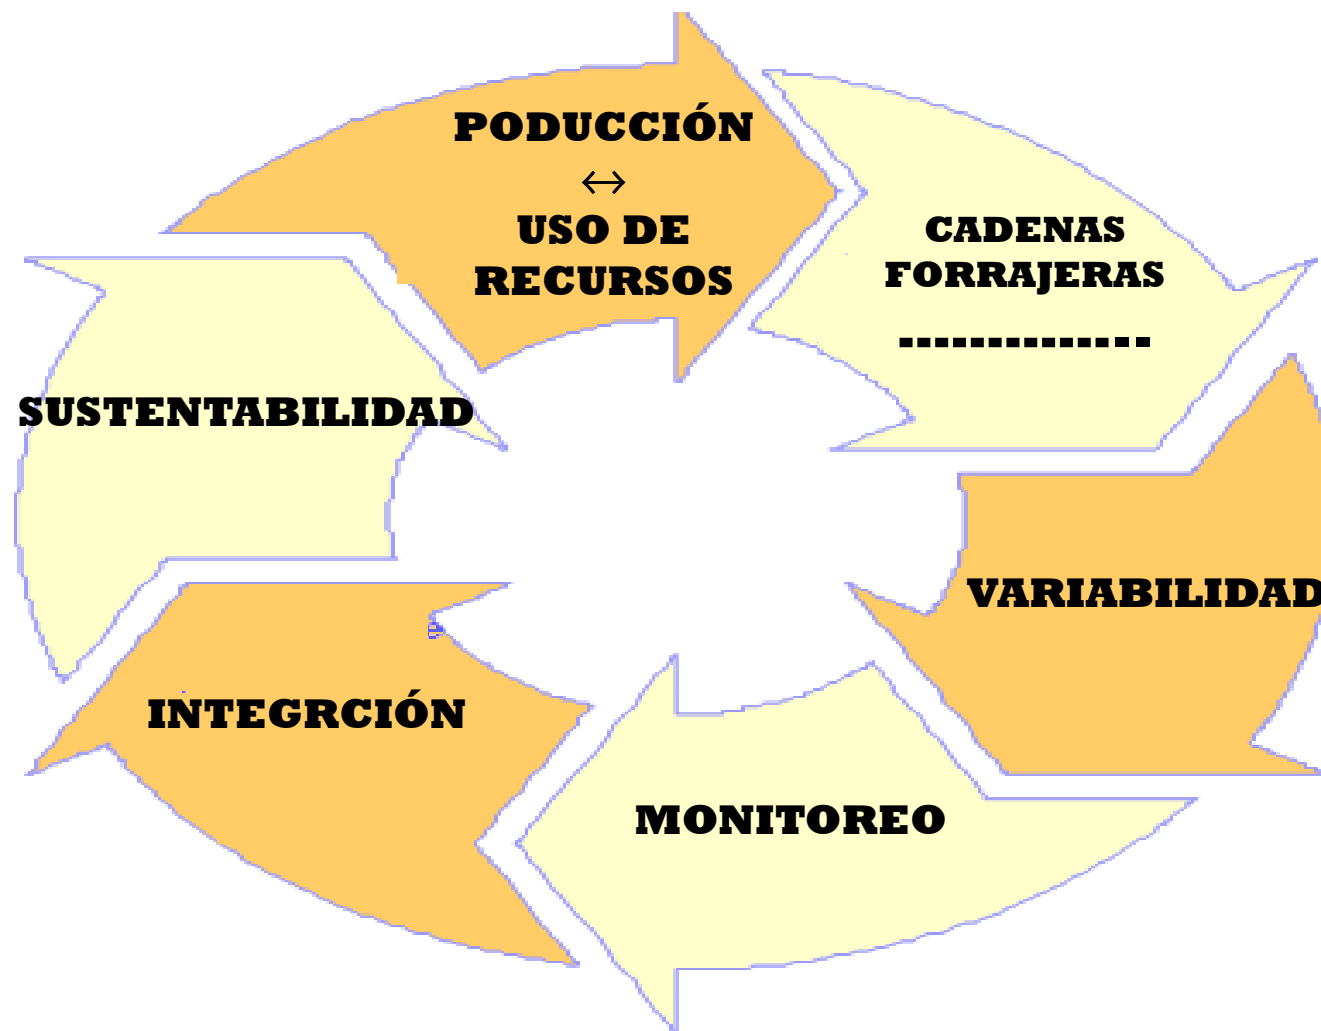 PODUCCIÓN
↔
USO DE
RECURSOS
CADENAS
FORRAJERAS
--------------
VARIABILIDAD
MONITOREO
INTEGRCIÓN
SUSTENTABILIDAD